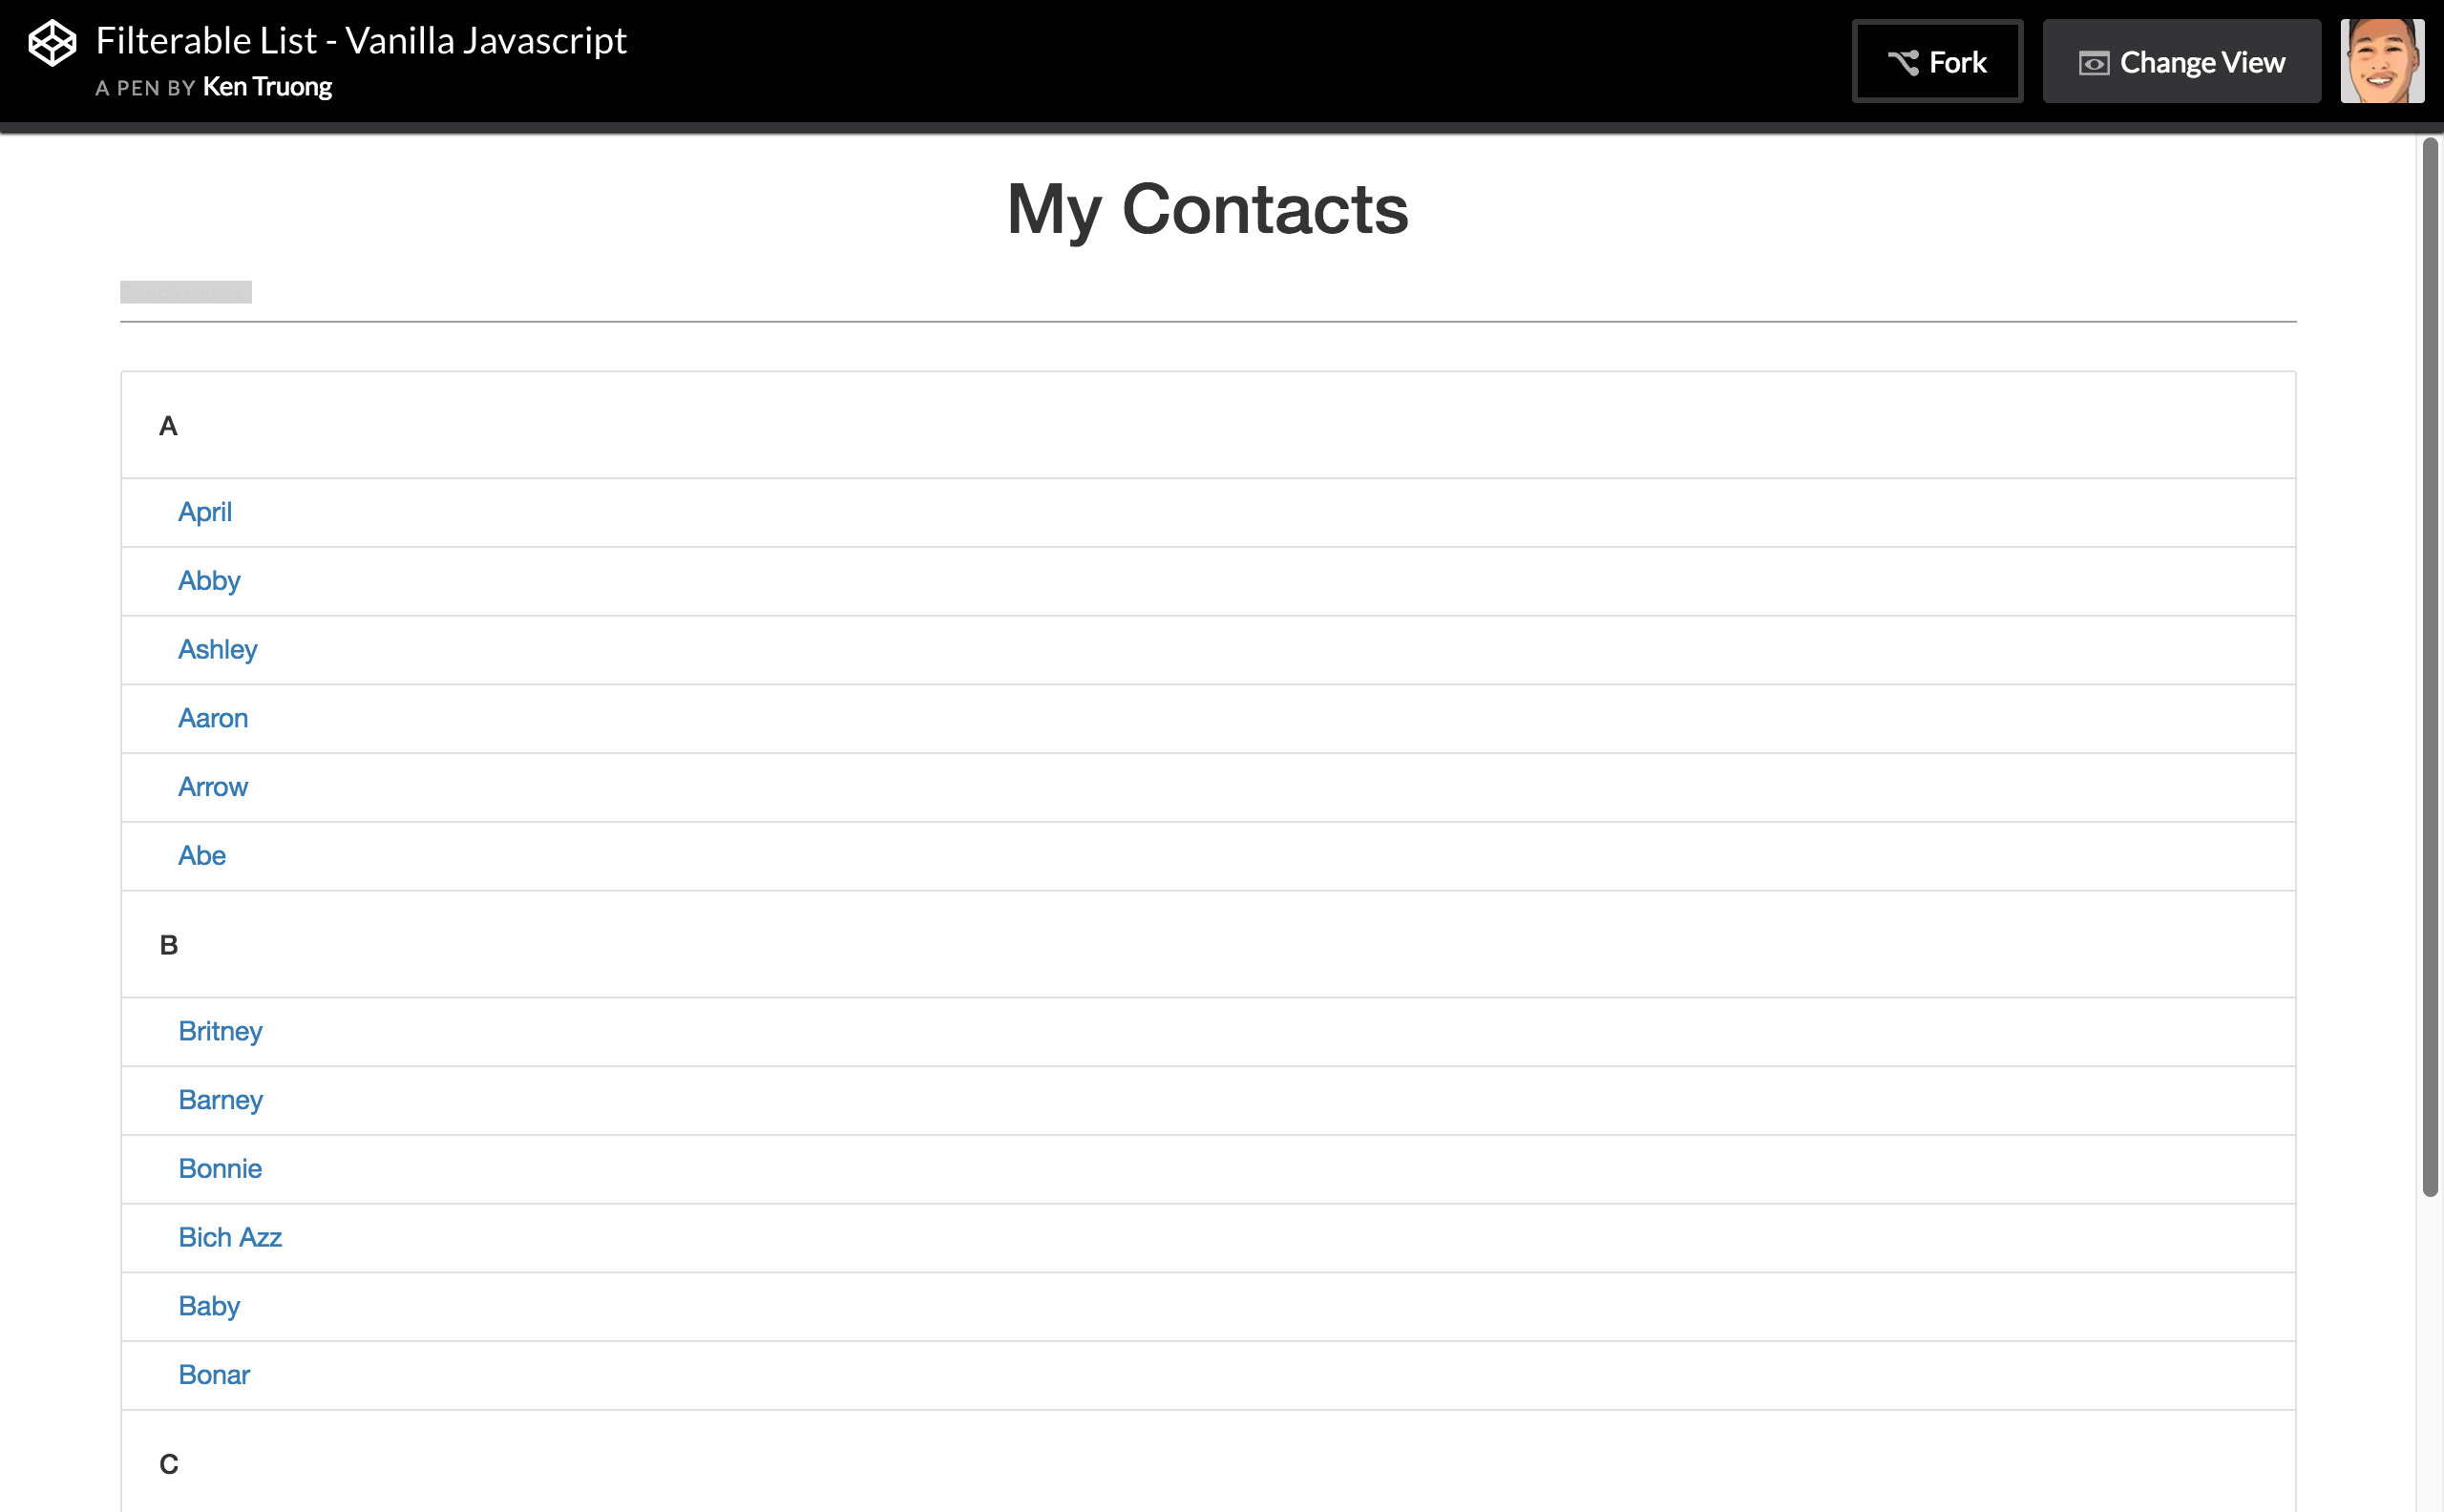 Filterable List - Vanilla Javascript
A PEN BY Ken Truong
Fork
Change View
My Contacts
A
April
Abby
Ashley
Aaron
Arrow
Abe
B
Britney
Barney
Bonnie
Bich Azz
Baby
Bonar
C